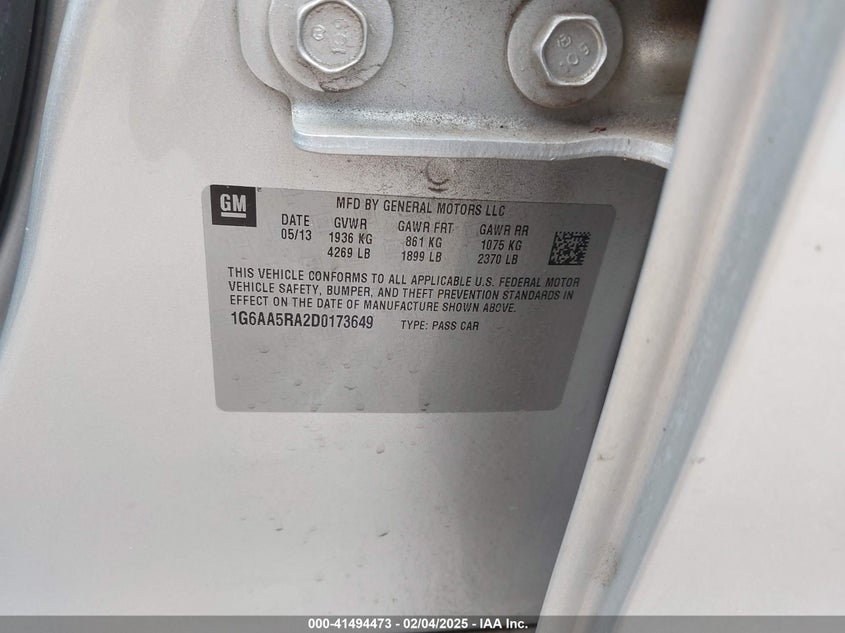 GM
MFD BY GENERAL MOTORS LLC
DATE GVWR GAWR FRT GAWR RR
05/13 1936 KG 861 KG 1075 KG
4269 LB 1899 LB 2370 LB
THIS VEHICLE CONFORMS TO ALL APPLICABLE U.S. FEDERAL MOTOR
VEHICLE SAFETY, BUMPER, AND THEFT PREVENTION STANDARDS IN
EFFECT ON THE DATE OF MANUFACTURE SHOWN ABOVE.
1G6AA5RA2D0173649 TYPE: PASS CAR
000-41494473 - 02/04/2025 - IAA Inc.